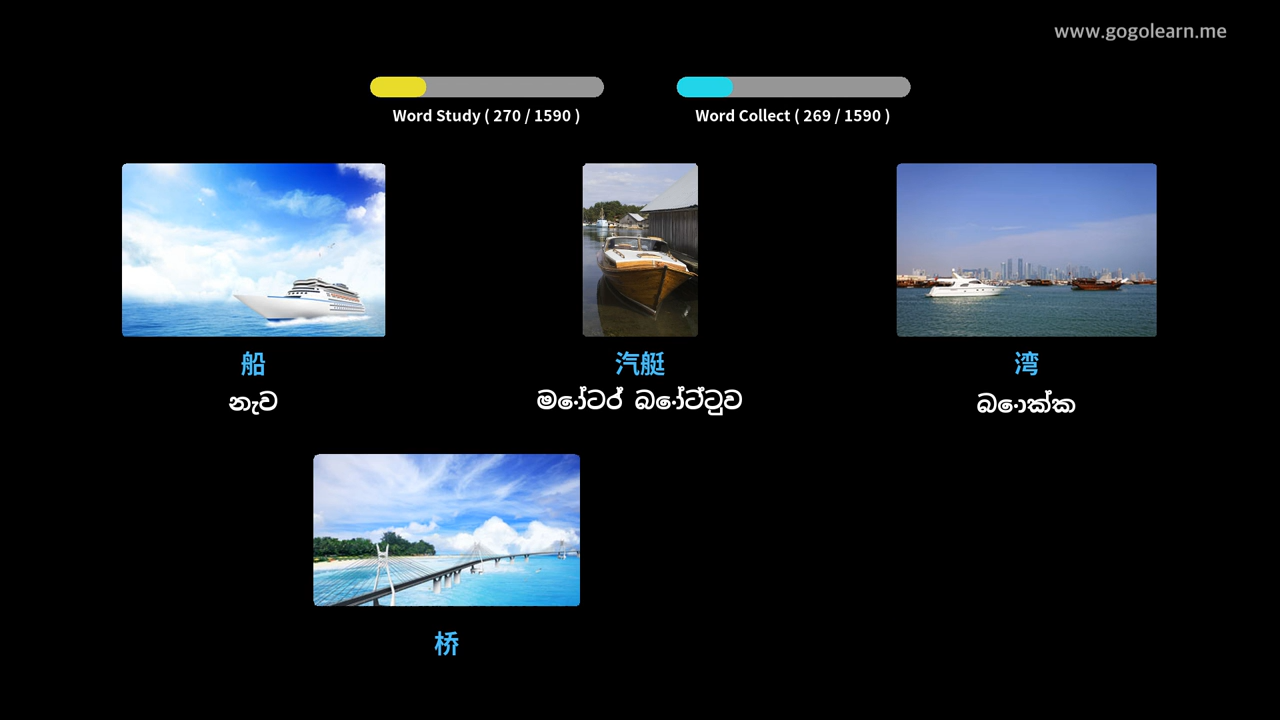 www.gogolearn.me
Word Study ( 270 / 1590 )
Word Collect ( 269 / 1590 )
船
නැව
汽艇
මෝටර් බෝට්ටුව
湾
බොක්ක
桥